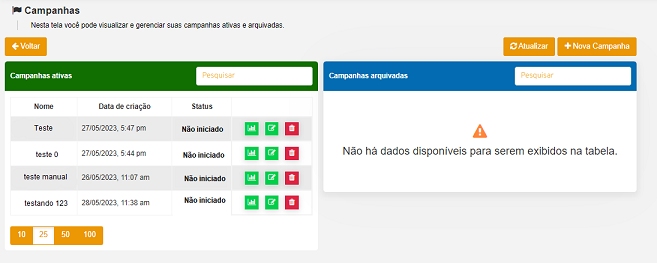 Campanhas
Nesta tela você pode visualizar e gerenciar suas campanhas ativas e arquivadas.
Voltar
Atualizar
Nova Campanha
Campanhas ativas
Pesquisar
Nome Data de criação Status
Teste 27/05/2023, 5:47 pm Não iniciado
teste 0 27/05/2023, 5:44 pm Não iniciado
teste manual 26/05/2023, 11:07 am Não iniciado
testando 123 28/05/2023, 11:38 am Não iniciado
10 25 50 100
Campanhas arquivadas
Pesquisar
Não há dados disponíveis para serem exibidos na tabela.